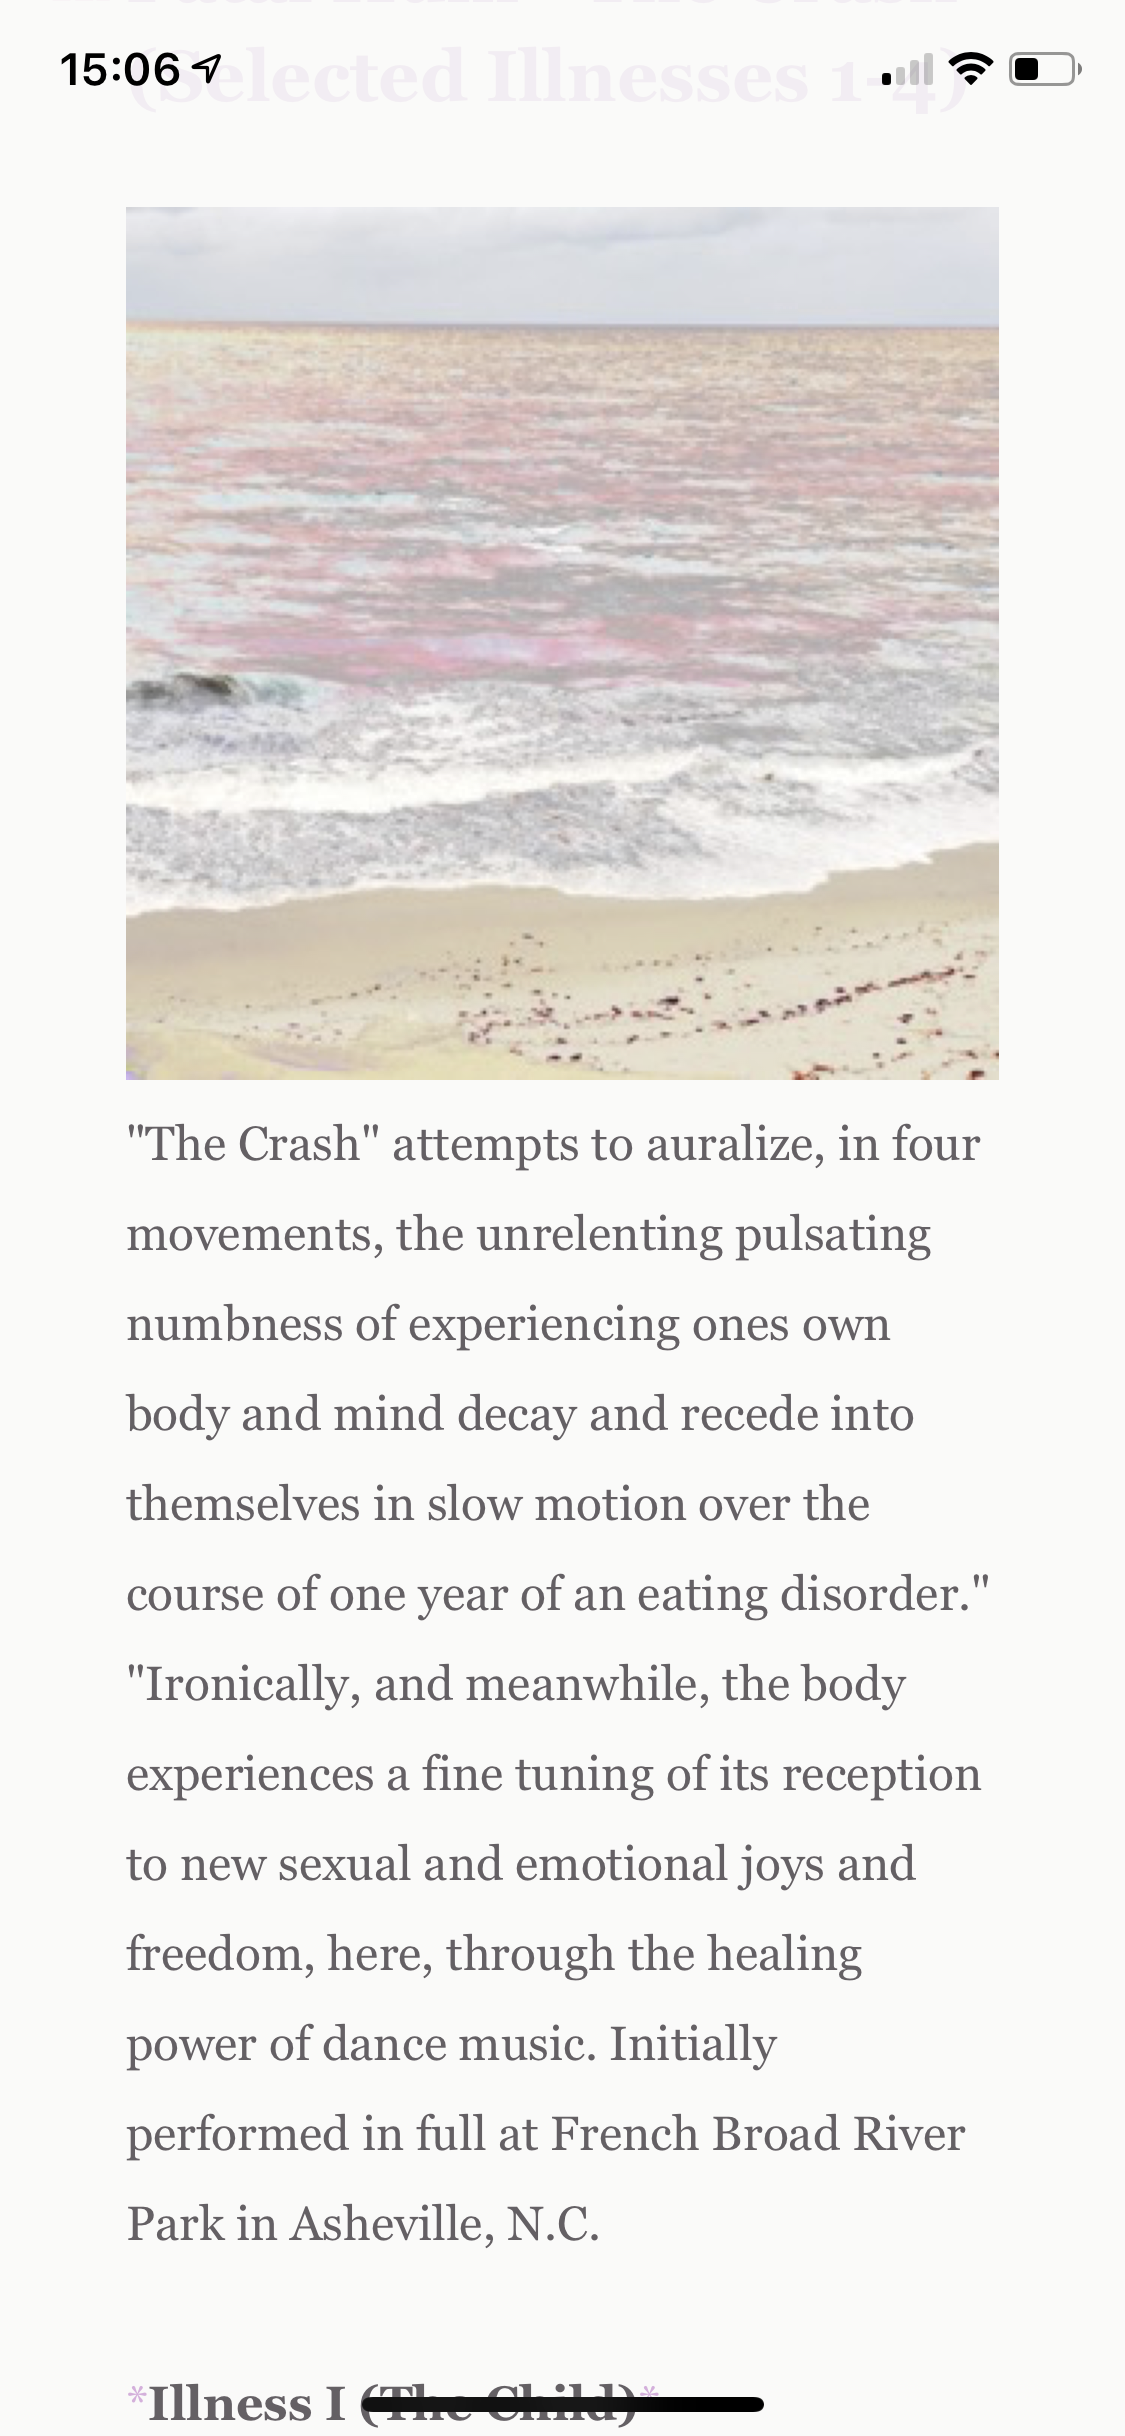 15:06
(Selected Illnesses 1-4)
"The Crash" attempts to auralize, in four
movements, the unrelenting pulsating
numbness of experiencing ones own
body and mind decay and recede into
themselves in slow motion over the
course of one year of an eating disorder."
"Ironically, and meanwhile, the body
experiences a fine tuning of its reception
to new sexual and emotional joys and
freedom, here, through the healing
power of dance music. Initially
performed in full at French Broad River
Park in Asheville, N.C.
*Illness I (The Child)*